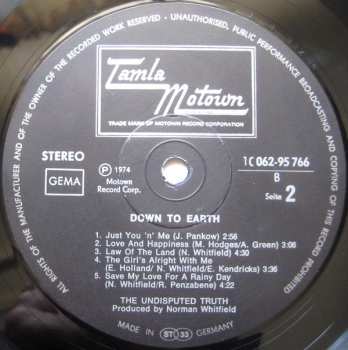 ALL RIGHTS OF THE MANUFACTURER AND OF THE OWNER OF THE RECORDED WORK RESERVED - UNAUTHORISED, PUBLIC PERFORMANCE BROADCASTING AND COPYING OF THIS RECORD PROHIBITED
Tamla
Motown
TRADE MARK OF MOTOWN RECORD CORPORATION
STEREO
GEMA
℗ 1974
Motown
Record Corp.
1C 062-95 766
B
Seite 2
DOWN TO EARTH
1. Just You 'n' Me (J. Pankow) 2:56
2. Love And Happiness (M. Hodges/A. Green) 3:06
3. Law Of The Land (N. Whitfield) 3:40
4. The Girl's Alright With Me
(E. Holland/ N. Whitfield/E. Kendricks) 3:36
5. Save My Love For A Rainy Day
(N. Whitfield/R. Penzabene) 4:22
THE UNDISPUTED TRUTH
Produced by Norman Whitfield
MADE IN ST 33 GERMANY